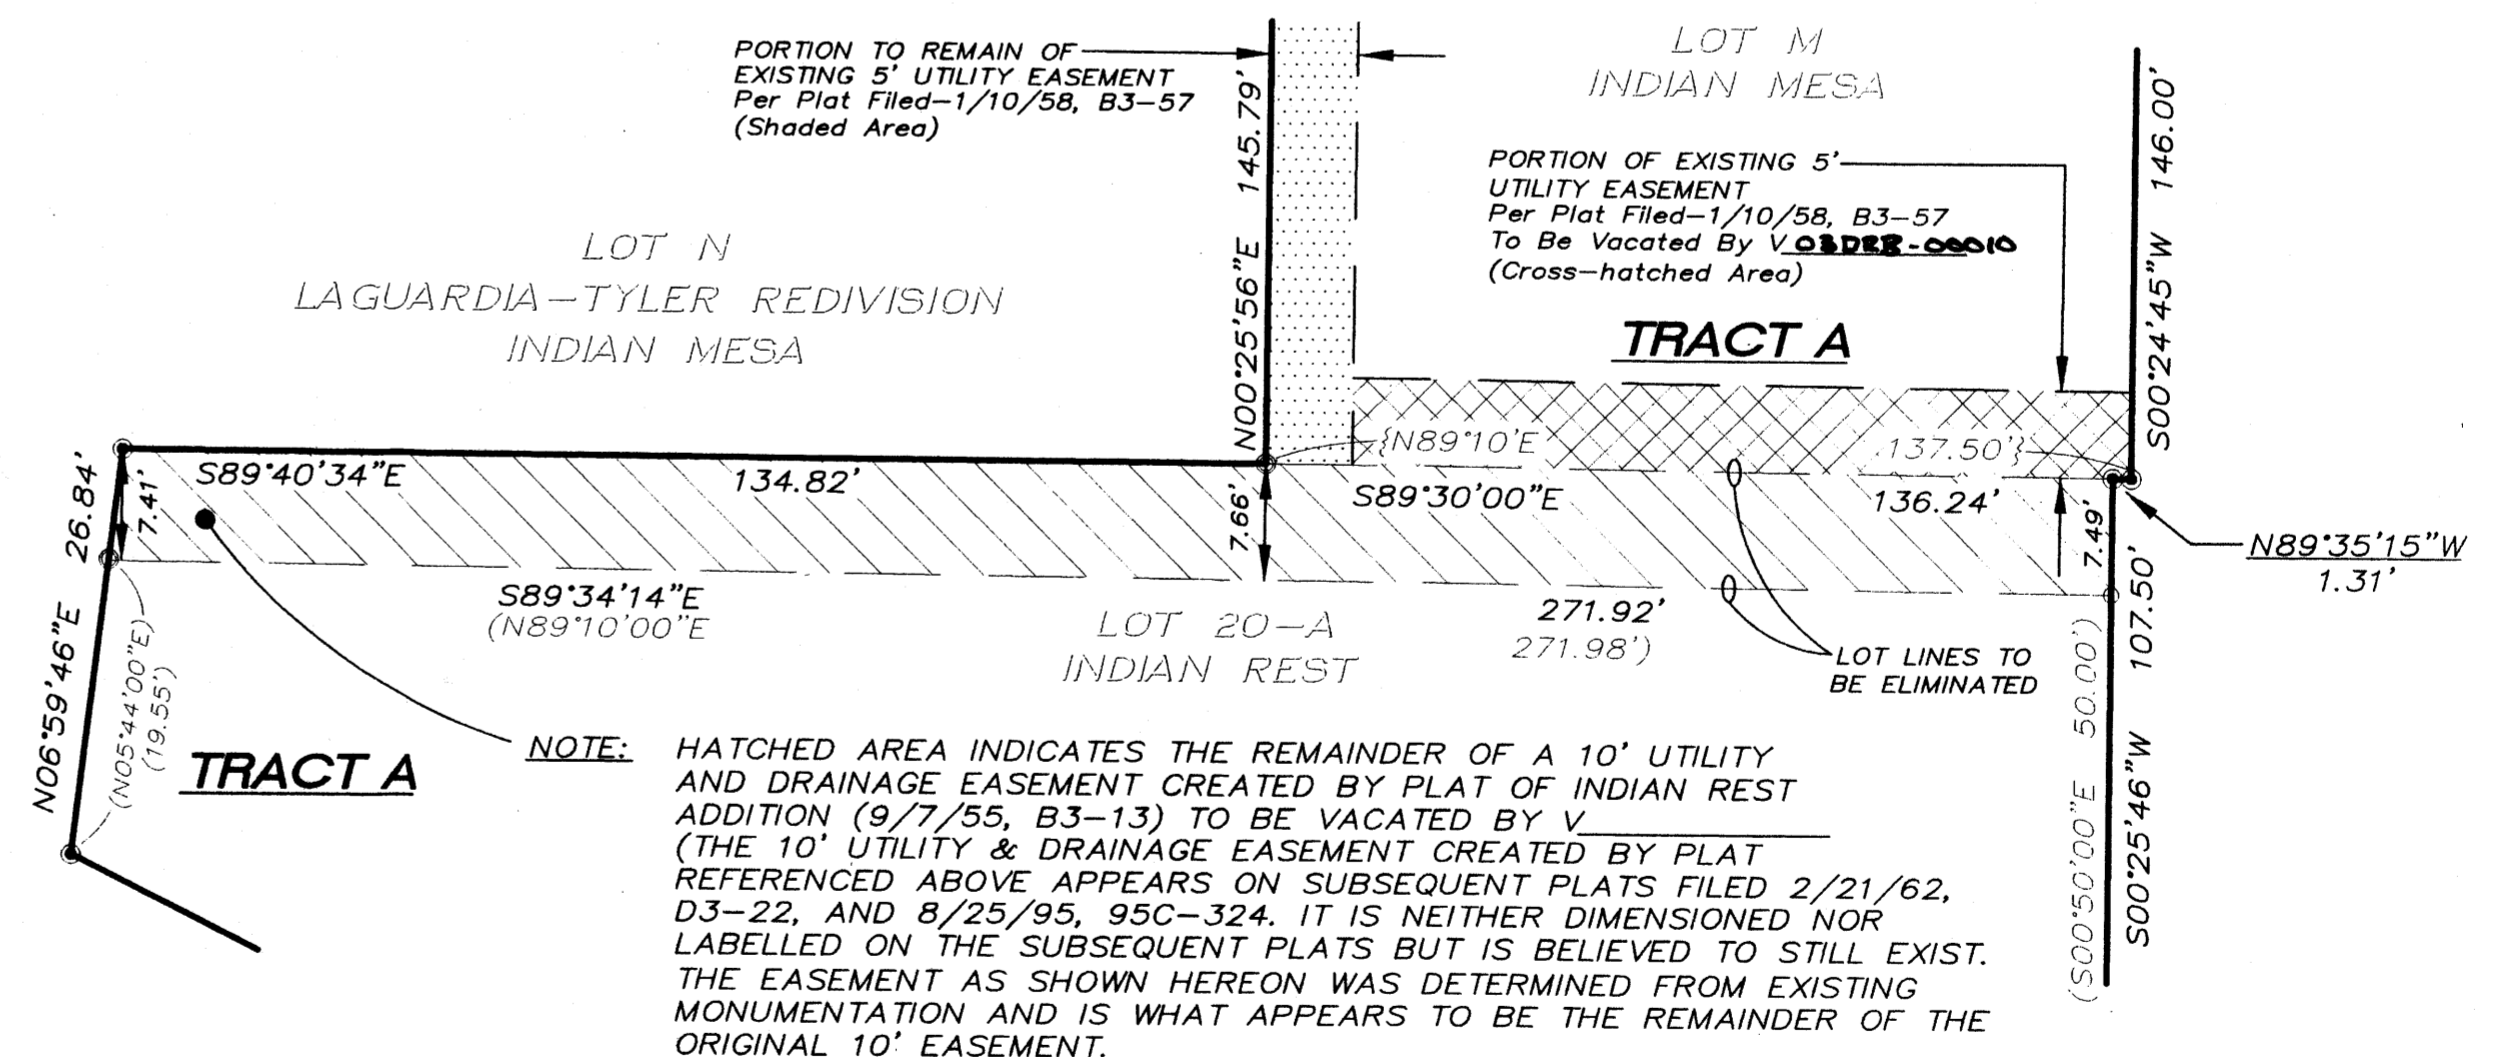 PORTION TO REMAIN OF
EXISTING 5' UTILITY EASEMENT
Per Plat Filed-1/10/58, B3-57
(Shaded Area)
LOT M
INDIAN MESA
PORTION OF EXISTING 5'
UTILITY EASEMENT
Per Plat Filed-1/10/58, B3-57
To Be Vacated By V 03DRB-00010
(Cross-hatched Area)
TRACT A
LOT N
LAGUARDIA-TYLER REDIVISION
INDIAN MESA
N00°25'56"E 145.79'
S00°24'45"W 146.00'
{N89°10'E
137.50'}
S89°40'34"E
134.82'
S89°30'00"E
136.24'
26.84'
7.41'
7.66'
7.49'
N89°35'15"W
1.31'
S89°34'14"E
(N89°10'00"E
271.92'
271.98')
LOT 20-A
INDIAN REST
LOT LINES TO
BE ELIMINATED
N06°59'46"E
(N05°44'00"E)
(19.55')
TRACT A
(S00°50'00"E 50.00')
S00°25'46"W 107.50'
NOTE: HATCHED AREA INDICATES THE REMAINDER OF A 10' UTILITY
AND DRAINAGE EASEMENT CREATED BY PLAT OF INDIAN REST
ADDITION (9/7/55, B3-13) TO BE VACATED BY V
(THE 10' UTILITY & DRAINAGE EASEMENT CREATED BY PLAT
REFERENCED ABOVE APPEARS ON SUBSEQUENT PLATS FILED 2/21/62,
D3-22, AND 8/25/95, 95C-324. IT IS NEITHER DIMENSIONED NOR
LABELLED ON THE SUBSEQUENT PLATS BUT IS BELIEVED TO STILL EXIST.
THE EASEMENT AS SHOWN HEREON WAS DETERMINED FROM EXISTING
MONUMENTATION AND IS WHAT APPEARS TO BE THE REMAINDER OF THE
ORIGINAL 10' EASEMENT.